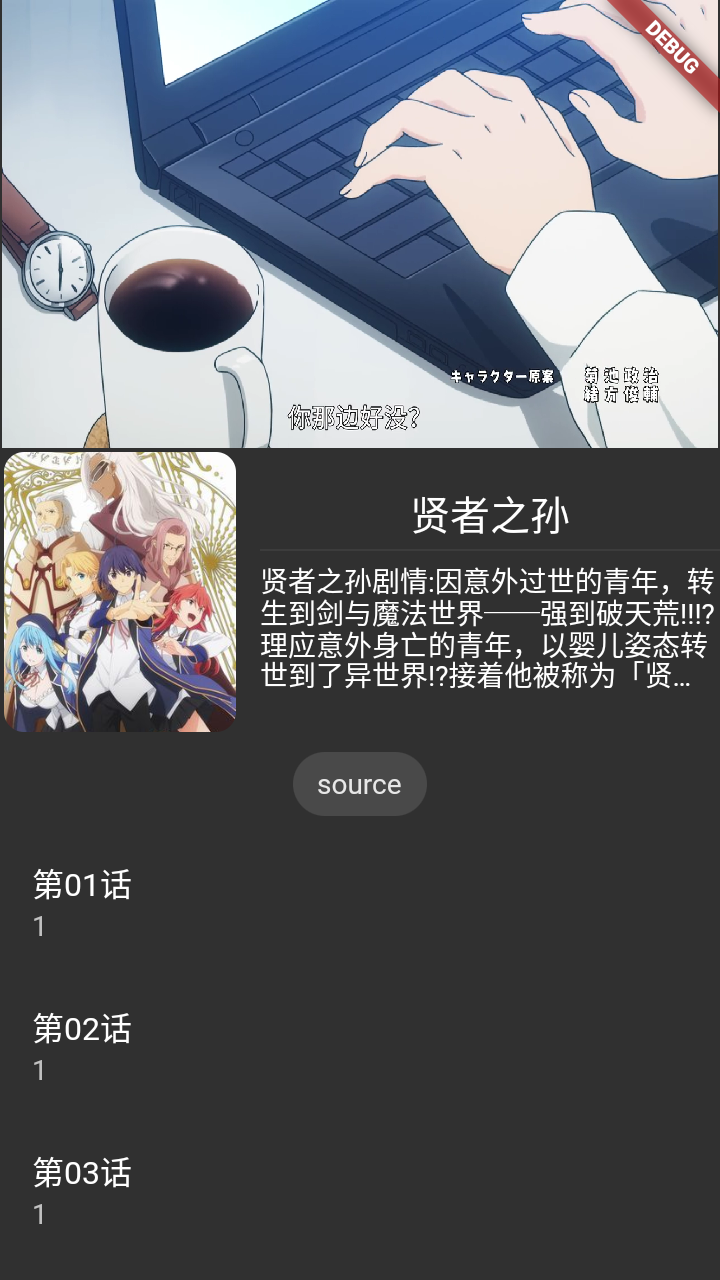 DEBUG
キャラクター原案
菊池政治
緒方俊輔
你那边好没?
贤者之孙
贤者之孙剧情:因意外过世的青年，转
生到剑与魔法世界──强到破天荒!!!?
理应意外身亡的青年，以婴儿姿态转
世到了异世界!?接着他被称为「贤…
source
第01话
1
第02话
1
第03话
1